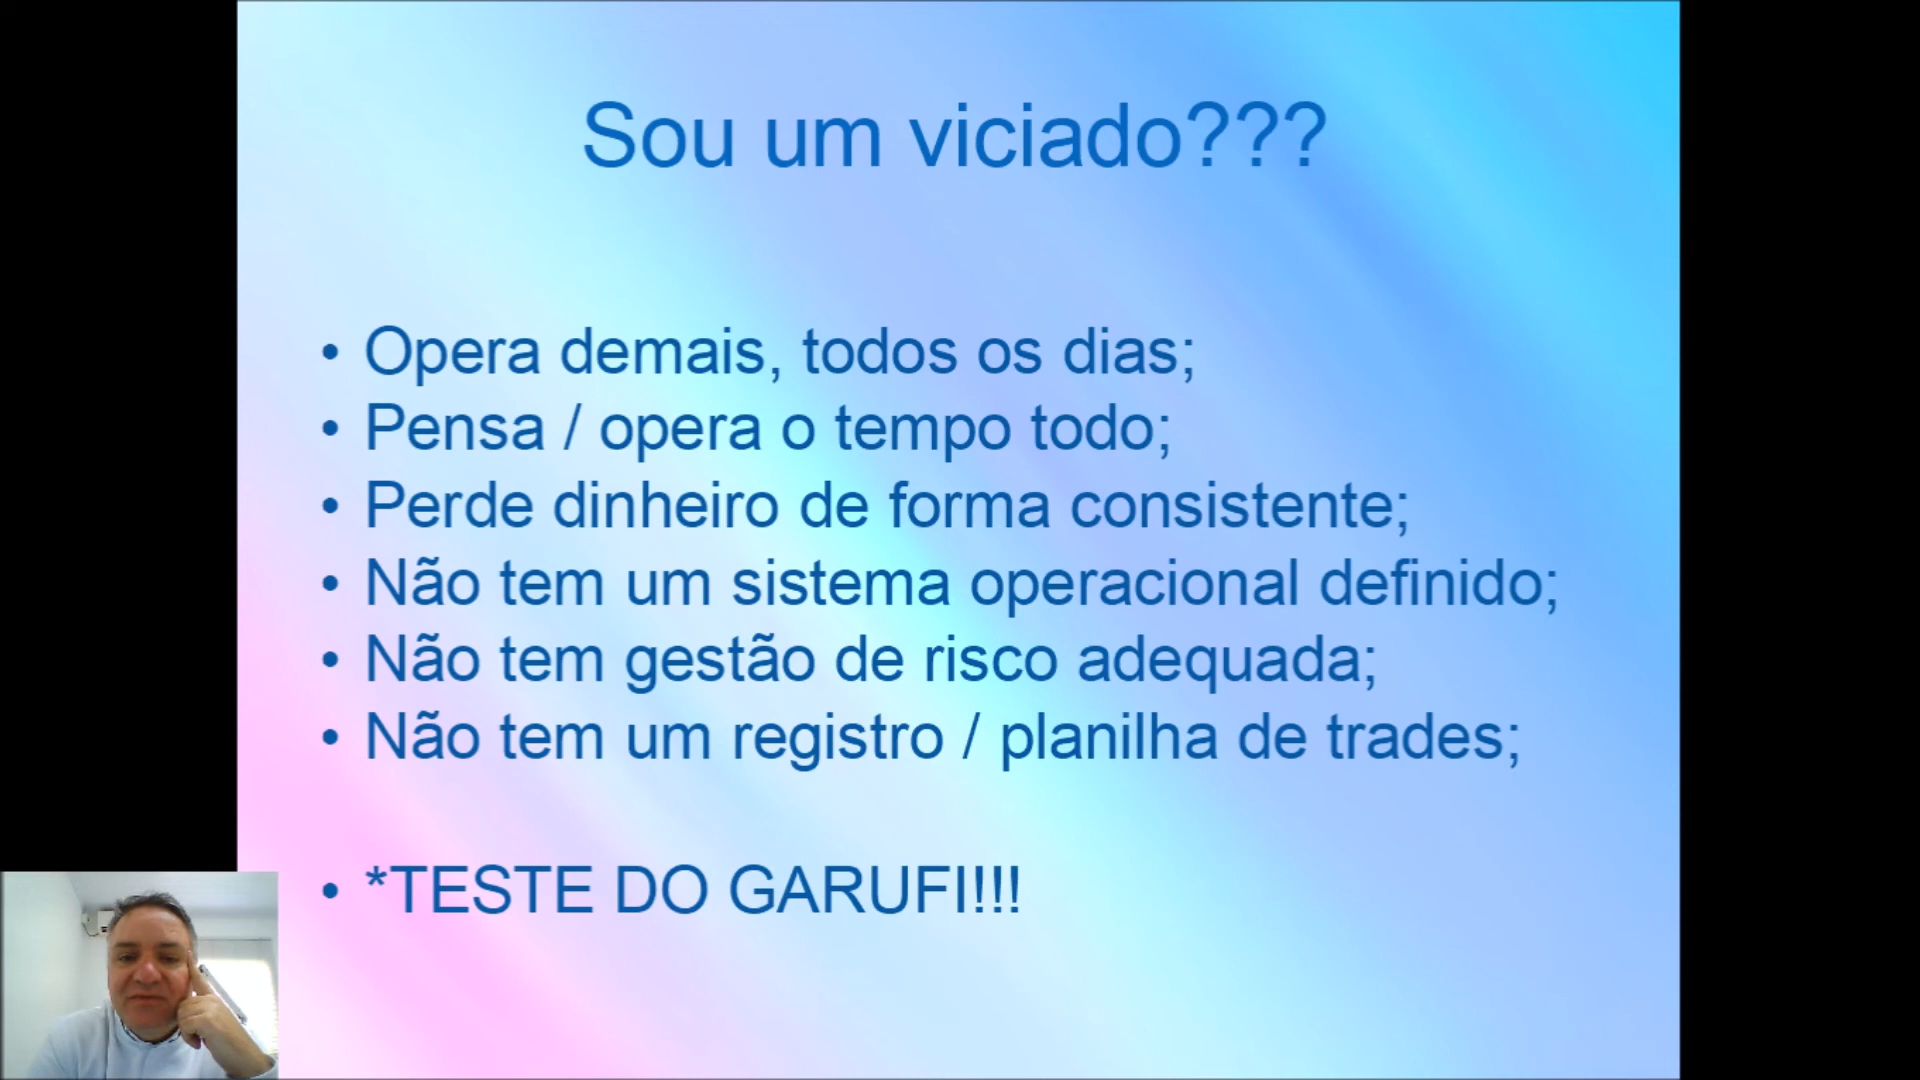 Sou um viciado???
• Opera demais, todos os dias;
• Pensa / opera o tempo todo;
• Perde dinheiro de forma consistente;
• Não tem um sistema operacional definido;
• Não tem gestão de risco adequada;
• Não tem um registro / planilha de trades;
• *TESTE DO GARUFI!!!